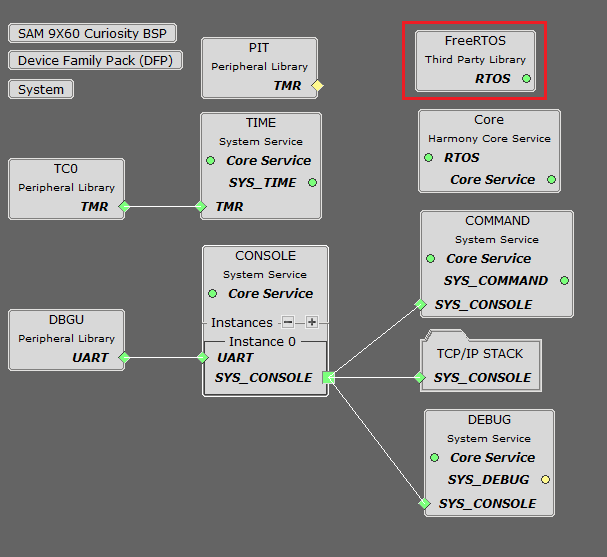 SAM 9X60 Curiosity BSP
Device Family Pack (DFP)
System
PIT
Peripheral Library
TMR
FreeRTOS
Third Party Library
RTOS
TC0
Peripheral Library
TMR
TIME
System Service
Core Service
SYS_TIME
TMR
Core
Harmony Core Service
RTOS
Core Service
DBGU
Peripheral Library
UART
CONSOLE
System Service
Core Service
Instances
Instance 0
UART
SYS_CONSOLE
COMMAND
System Service
Core Service
SYS_COMMAND
SYS_CONSOLE
TCP/IP STACK
SYS_CONSOLE
DEBUG
System Service
Core Service
SYS_DEBUG
SYS_CONSOLE